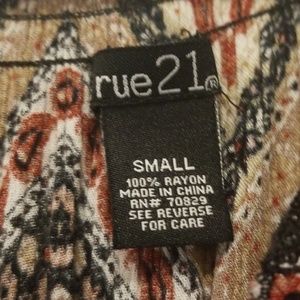 rue21®
SMALL
100% RAYON
MADE IN CHINA
RN# 70829
SEE REVERSE
FOR CARE